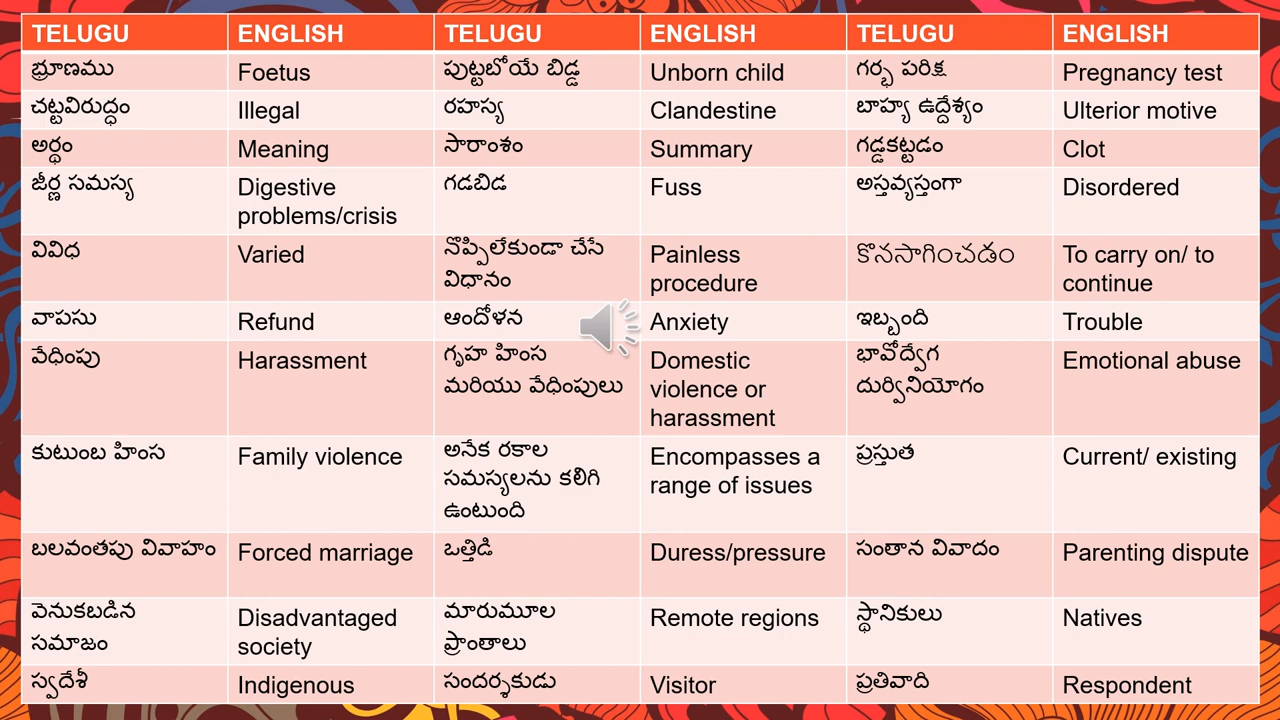 TELUGU ENGLISH TELUGU ENGLISH TELUGU ENGLISH
భ్రూణము Foetus పుట్టబోయే బిడ్డ Unborn child గర్భ పరిక్ష Pregnancy test
చట్టవిరుద్ధం Illegal రహస్య Clandestine బాహ్య ఉద్దేశ్యం Ulterior motive
అర్థం Meaning సారాంశం Summary గడ్డకట్టడం Clot
జీర్ణ సమస్య Digestive problems/crisis గడబిడ Fuss అస్తవ్యస్తంగా Disordered
వివిధ Varied నొప్పిలేకుండా చేసే విధానం Painless procedure కొనసాగించడం To carry on/ to continue
వాపసు Refund ఆందోళన Anxiety ఇబ్బంది Trouble
వేధింపు Harassment గృహ హింస మరియు వేధింపులు Domestic violence or harassment భావోద్వేగ దుర్వినియోగం Emotional abuse
కుటుంబ హింస Family violence అనేక రకాల సమస్యలను కలిగి ఉంటుంది Encompasses a range of issues ప్రస్తుత Current/ existing
బలవంతపు వివాహం Forced marriage ఒత్తిడి Duress/pressure సంతాన వివాదం Parenting dispute
వెనుకబడిన సమాజం Disadvantaged society మారుమూల ప్రాంతాలు Remote regions స్థానికులు Natives
స్వదేశీ Indigenous సందర్శకుడు Visitor ప్రతివాది Respondent